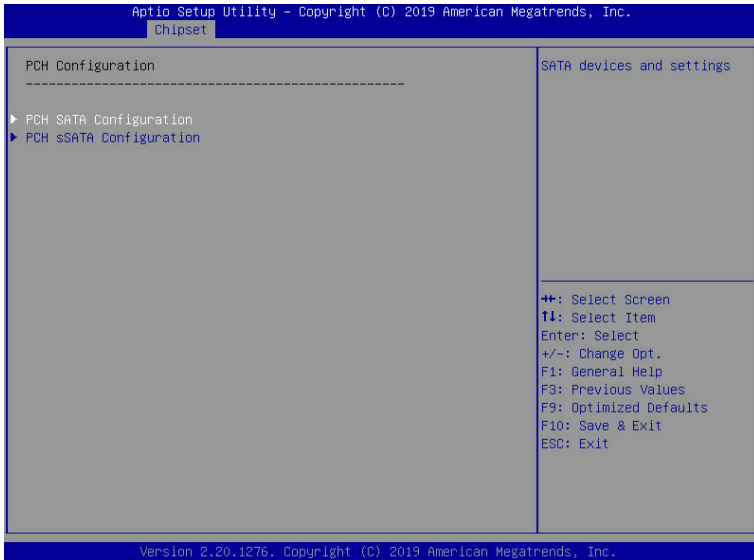 Aptio Setup Utility – Copyright (C) 2019 American Megatrends, Inc.
Chipset
PCH Configuration
--------------------------------------------------
▶ PCH SATA Configuration
▶ PCH sSATA Configuration
SATA devices and settings
→←: Select Screen
↑↓: Select Item
Enter: Select
+/-: Change Opt.
F1: General Help
F3: Previous Values
F9: Optimized Defaults
F10: Save & Exit
ESC: Exit
Version 2.20.1276. Copyright (C) 2019 American Megatrends, Inc.